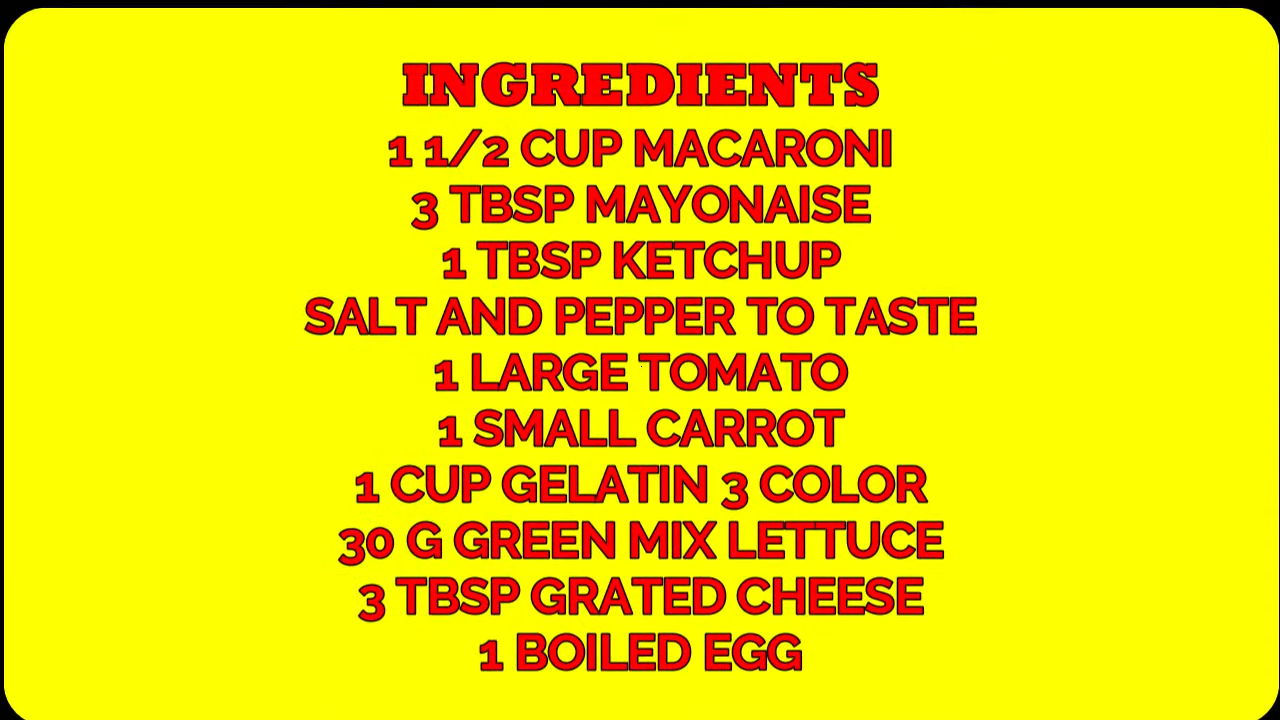 INGREDIENTS
1 1/2 CUP MACARONI
3 TBSP MAYONAISE
1 TBSP KETCHUP
SALT AND PEPPER TO TASTE
1 LARGE TOMATO
1 SMALL CARROT
1 CUP GELATIN 3 COLOR
30 G GREEN MIX LETTUCE
3 TBSP GRATED CHEESE
1 BOILED EGG